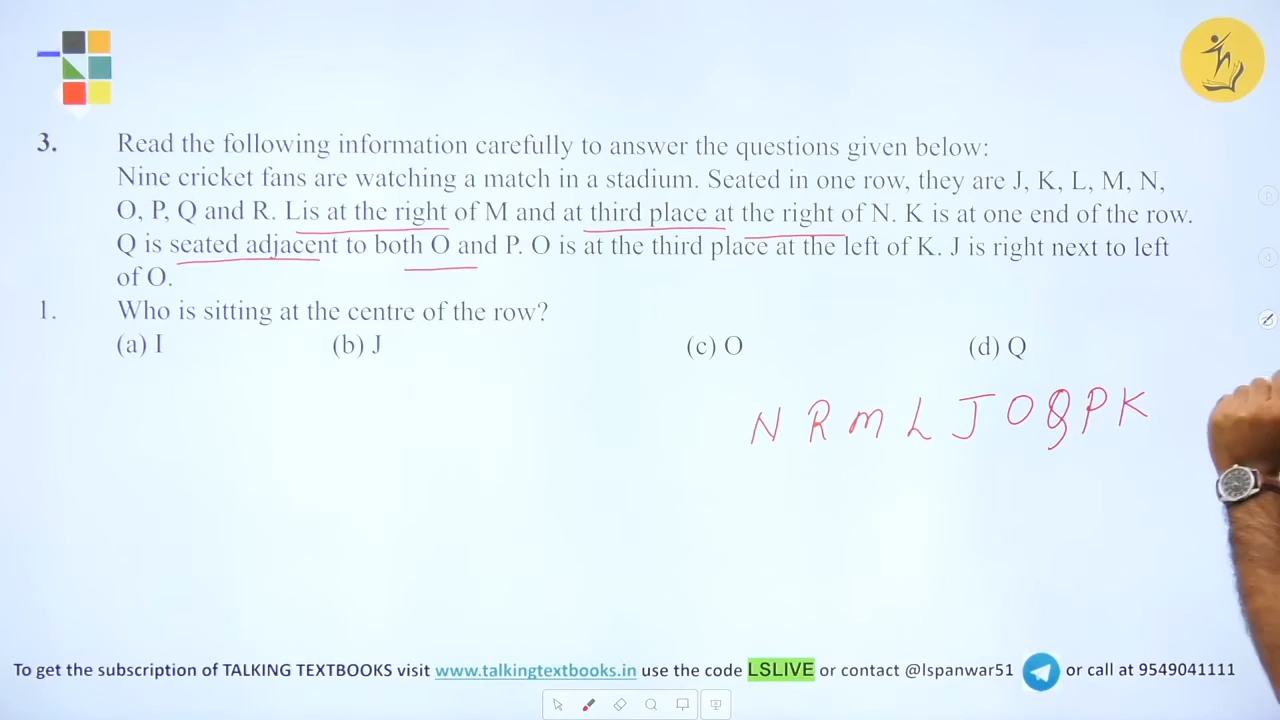 3. Read the following information carefully to answer the questions given below:
Nine cricket fans are watching a match in a stadium. Seated in one row, they are J, K, L, M, N,
O, P, Q and R. Lis at the right of M and at third place at the right of N. K is at one end of the row.
Q is seated adjacent to both O and P. O is at the third place at the left of K. J is right next to left
of O.
1. Who is sitting at the centre of the row?
(a) I (b) J (c) O (d) Q
N R M L J O Q P K
To get the subscription of TALKING TEXTBOOKS visit www.talkingtextbooks.in use the code LSLIVE or contact @lspanwar51 or call at 9549041111